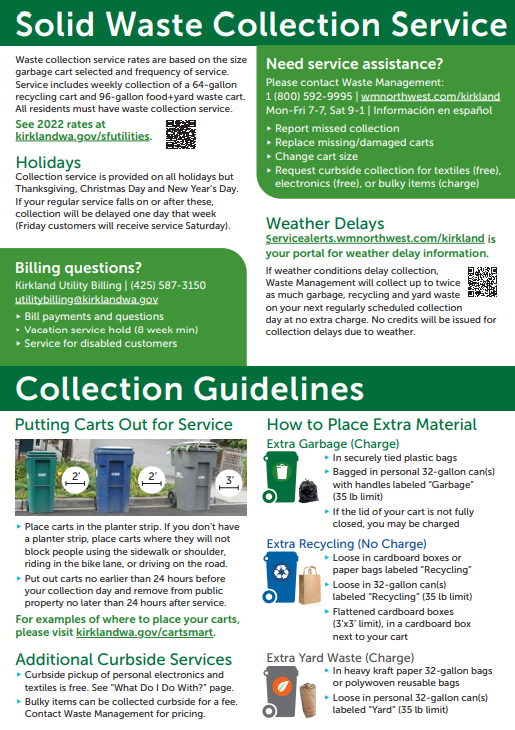 Solid Waste Collection Service
Waste collection service rates are based on the size
garbage cart selected and frequency of service.
Service includes weekly collection of a 64-gallon
recycling cart and 96-gallon food+yard waste cart.
All residents must have waste collection service.
See 2022 rates at
kirklandwa.gov/sfutilities.
Holidays
Collection service is provided on all holidays but
Thanksgiving, Christmas Day and New Year's Day.
If your regular service falls on or after these,
collection will be delayed one day that week
(Friday customers will receive service Saturday).
Billing questions?
Kirkland Utility Billing | (425) 587-3150
utilitybilling@kirklandwa.gov
‣ Bill payments and questions
‣ Vacation service hold (8 week min)
‣ Service for disabled customers
Need service assistance?
Please contact Waste Management:
1 (800) 592-9995 | wmnorthwest.com/kirkland
Mon-Fri 7-7, Sat 9-1 | Información en español
‣ Report missed collection
‣ Replace missing/damaged carts
‣ Change cart size
‣ Request curbside collection for textiles (free),
electronics (free), or bulky items (charge)
Weather Delays
Servicealerts.wmnorthwest.com/kirkland is
your portal for weather delay information.
If weather conditions delay collection,
Waste Management will collect up to twice
as much garbage, recycling and yard waste
on your next regularly scheduled collection
day at no extra charge. No credits will be issued for
collection delays due to weather.
Collection Guidelines
Putting Carts Out for Service
2'
2'
3'
‣ Place carts in the planter strip. If you don't have
a planter strip, place carts where they will not
block people using the sidewalk or shoulder,
riding in the bike lane, or driving on the road.
‣ Put out carts no earlier than 24 hours before
your collection day and remove from public
property no later than 24 hours after service.
For examples of where to place your carts,
please visit kirklandwa.gov/cartsmart.
Additional Curbside Services
‣ Curbside pickup of personal electronics and
textiles is free. See "What Do I Do With?" page.
‣ Bulky items can be collected curbside for a fee.
Contact Waste Management for pricing.
How to Place Extra Material
Extra Garbage (Charge)
‣ In securely tied plastic bags
‣ Bagged in personal 32-gallon can(s)
with handles labeled "Garbage"
(35 lb limit)
‣ If the lid of your cart is not fully
closed, you may be charged
Extra Recycling (No Charge)
‣ Loose in cardboard boxes or
paper bags labeled "Recycling"
‣ Loose in 32-gallon can(s)
labeled "Recycling" (35 lb limit)
‣ Flattened cardboard boxes
(3'x3' limit), in a cardboard box
next to your cart
Extra Yard Waste (Charge)
‣ In heavy kraft paper 32-gallon bags
or polywoven reusable bags
‣ Loose in personal 32-gallon can(s)
labeled "Yard" (35 lb limit)